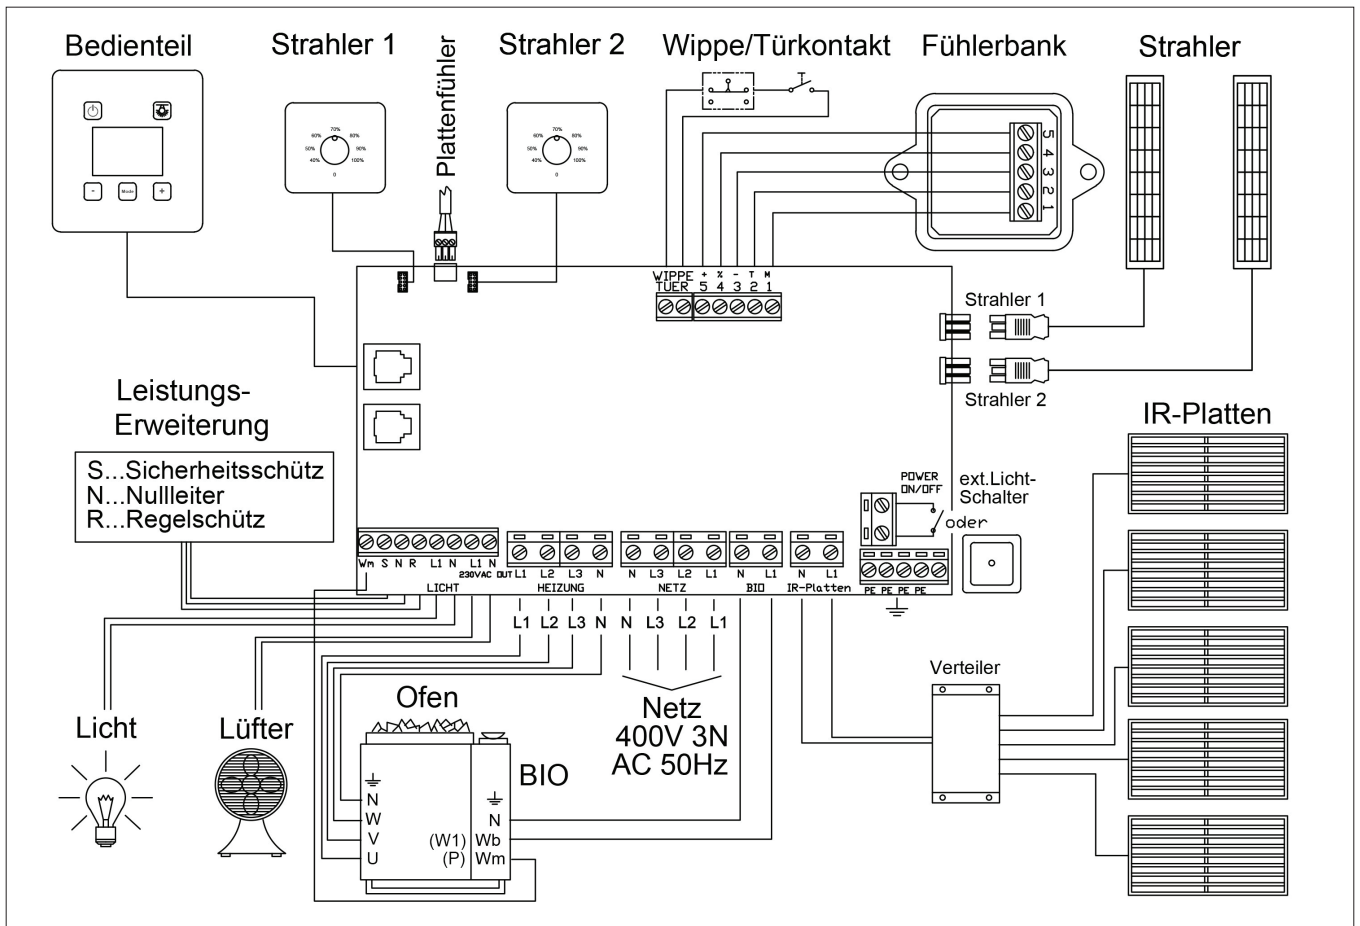 Bedienteil
Strahler 1
Plattenfühler
Strahler 2
Wippe/Türkontakt
Fühlerbank
Strahler
40% 50% 60% 70% 80% 90% 100%
0
40% 50% 60% 70% 80% 90% 100%
0
- Mode +
5
4
3
2
1
WIPPE + % - T M
TUER 5 4 3 2 1
Strahler 1
Strahler 2
Leistungs-
Erweiterung
S...Sicherheitsschütz
N...Nullleiter
R...Regelschütz
IR-Platten
POWER
ON/OFF
ext.Licht-
Schalter
oder
Wm S N R L1 N L1 N
230VAC OUT
L1 L2 L3 N
N L3 L2 L1
N L1
N L1
LICHT
HEIZUNG
NETZ
BIO
IR-Platten
PE PE PE PE
L1 L2 L3 N N L3 L2 L1
Verteiler
Licht
Lüfter
Ofen
BIO
Netz
400V 3N
AC 50Hz
N
W
V
U
N
(W1) Wb
(P) Wm